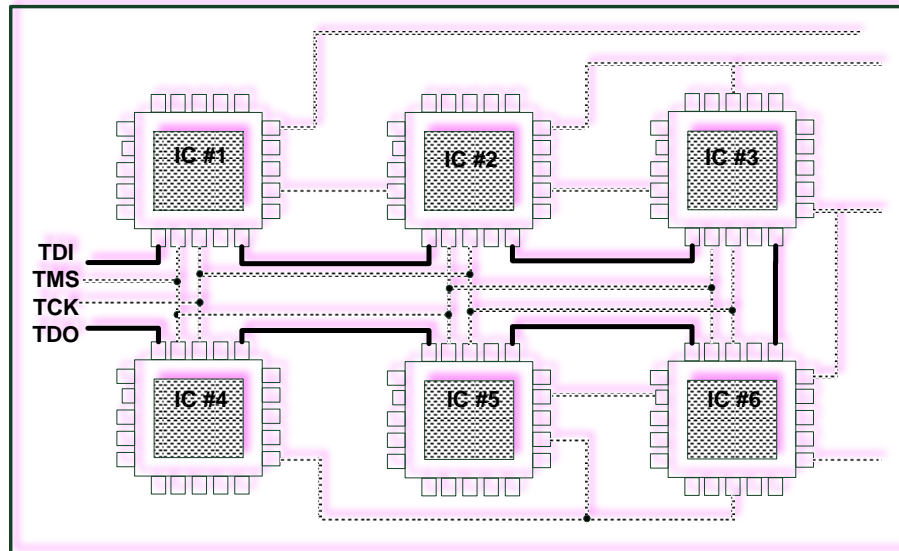 IC #1
IC #2
IC #3
TDI
TMS
TCK
TDO
IC #4
IC #5
IC #6